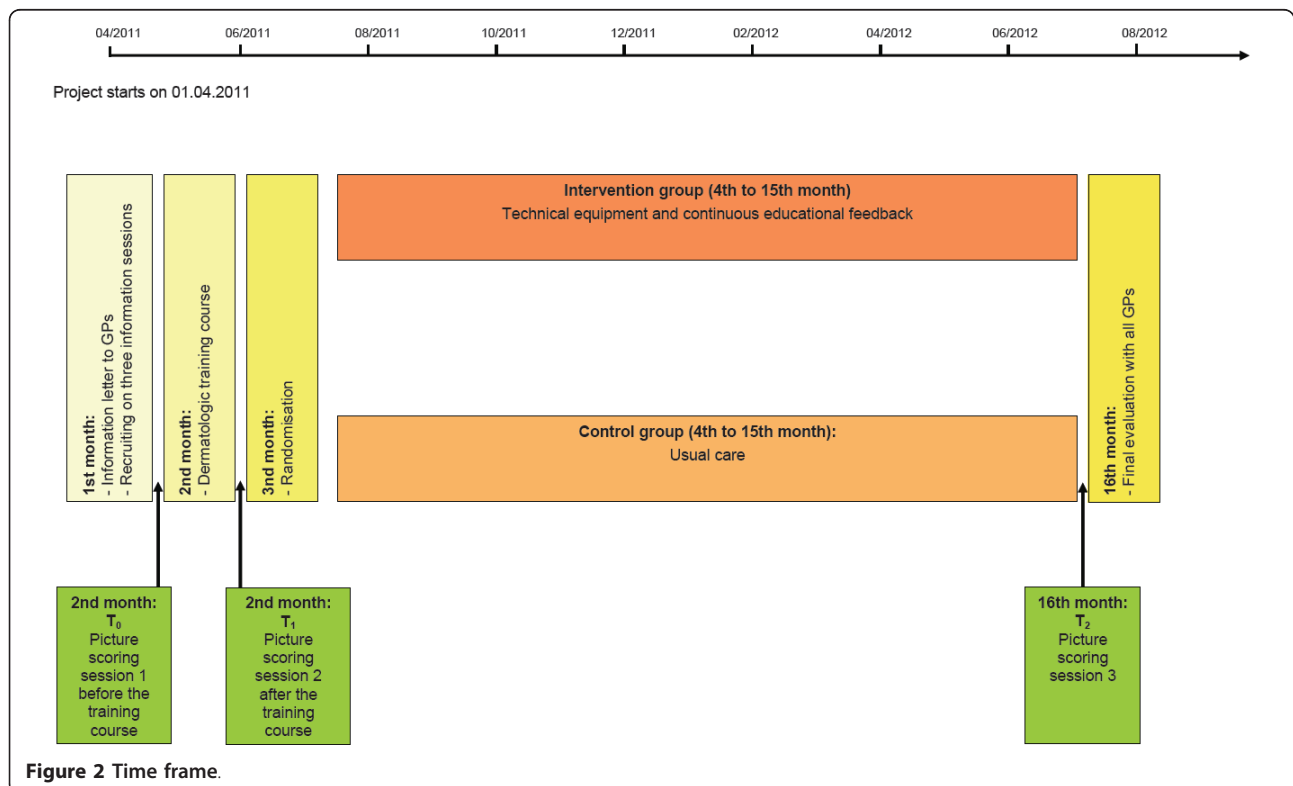 04/2011 06/2011 08/2011 10/2011 12/2011 02/2012 04/2012 06/2012 08/2012
Project starts on 01.04.2011
1st month:
- Information letter to GPs
- Recruiting on three information sessions
2nd month:
- Dermatologic training course
3nd month:
- Randomisation
Intervention group (4th to 15th month)
Technical equipment and continuous educational feedback
Control group (4th to 15th month):
Usual care
16th month:
- Final evaluation with all GPs
2nd month:
T0
Picture
scoring
session 1
before the
training
course
2nd month:
T1
Picture
scoring
session 2
after the
training
course
16th month:
T2
Picture
scoring
session 3
Figure 2 Time frame.